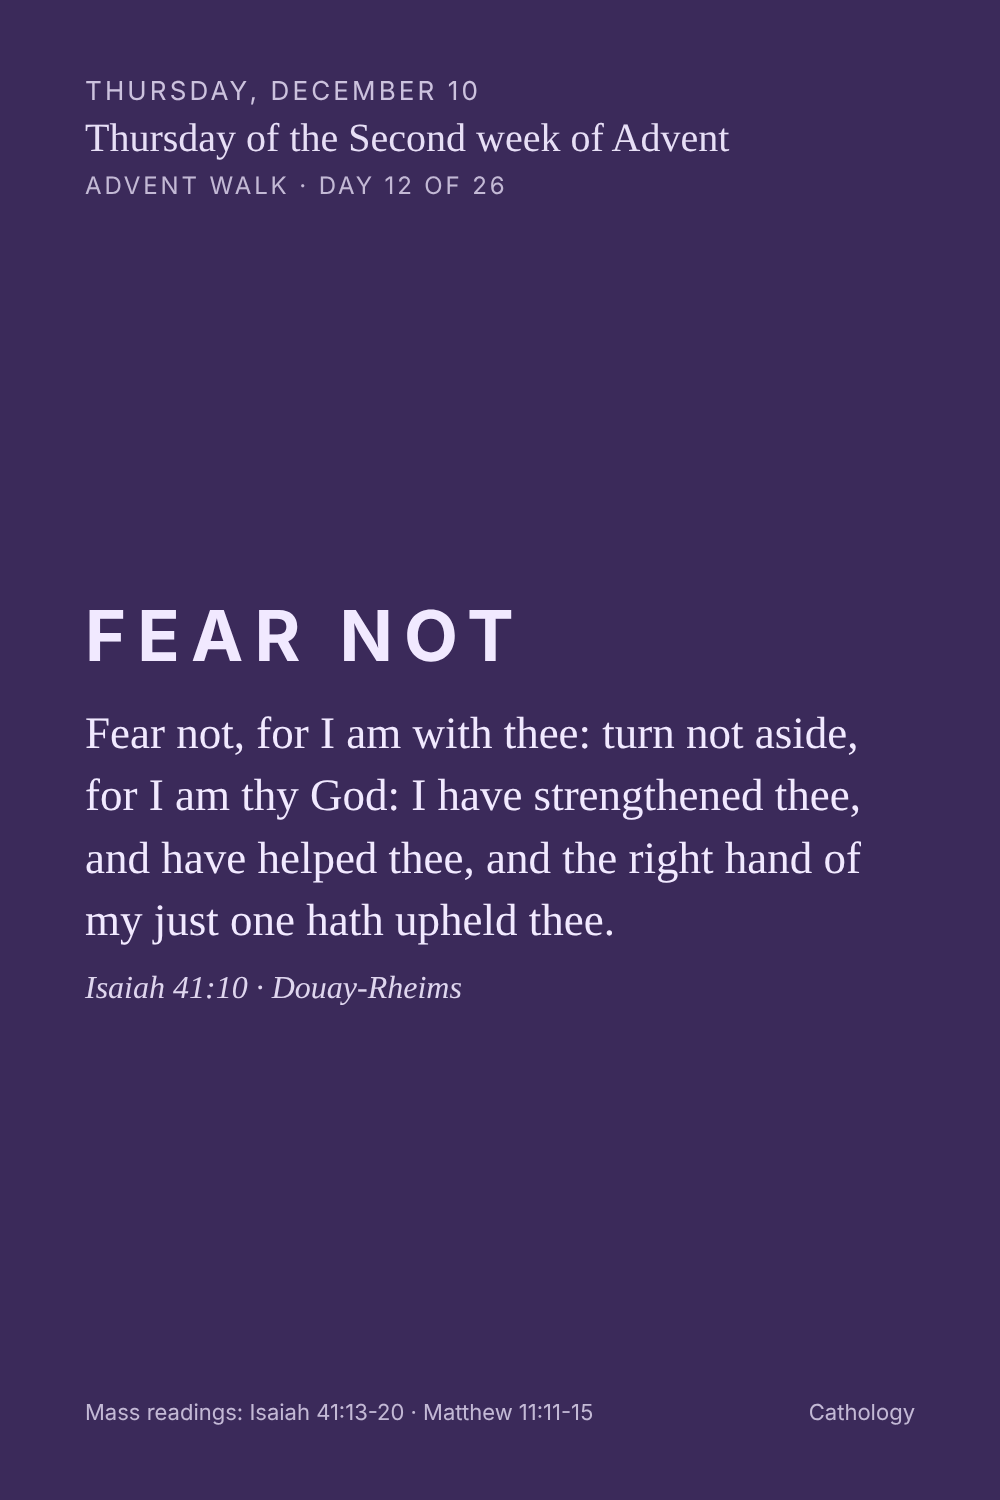 THURSDAY, DECEMBER 10
Thursday of the Second week of Advent
ADVENT WALK · DAY 12 OF 26
FEAR NOT
Fear not, for I am with thee: turn not aside,
for I am thy God: I have strengthened thee,
and have helped thee, and the right hand of
my just one hath upheld thee.
Isaiah 41:10 · Douay-Rheims
Mass readings: Isaiah 41:13-20 · Matthew 11:11-15
Cathology